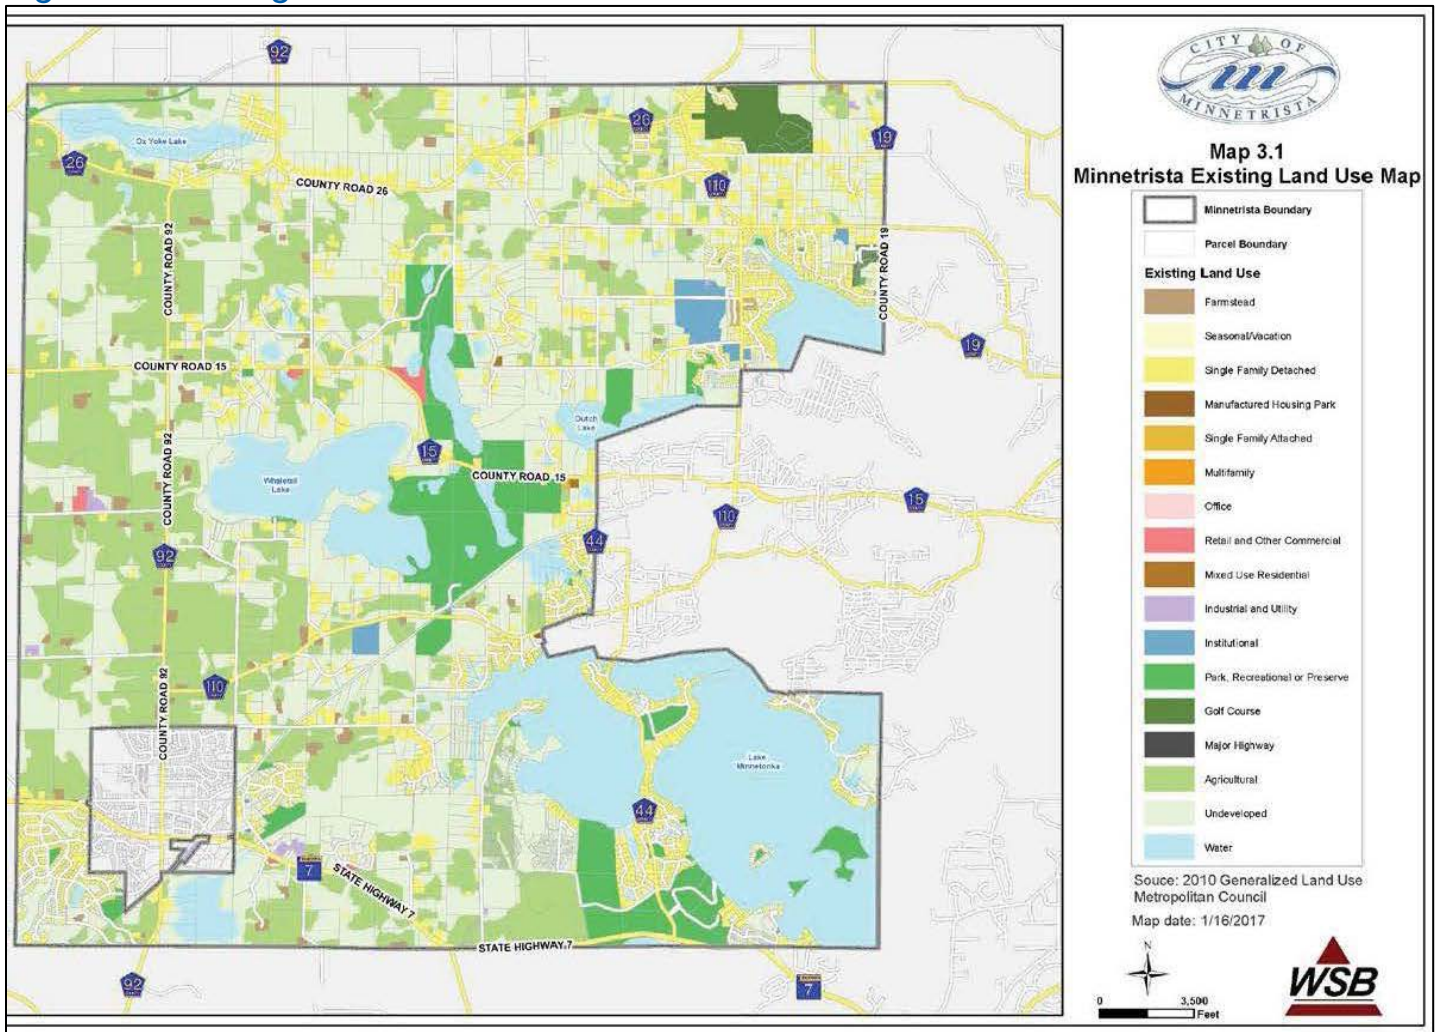 92
26
19
26
Ox Yoke Lake
COUNTY ROAD 26
110
COUNTY ROAD 92
COUNTY ROAD 19
19
COUNTY ROAD 15
Dutch
Lake
15
COUNTY ROAD 15
COUNTY ROAD 92
Whaletail
Lake
15
110
44
92
110
COUNTY ROAD 92
Lake
Minnetonka
44
7
STATE HIGHWAY 7
STATE HIGHWAY 7
92
7
CITY OF
m
MINNETRISTA
Map 3.1
Minnetrista Existing Land Use Map
Minnetrista Boundary
Parcel Boundary
Existing Land Use
Farmstead
Seasonal/Vacation
Single Family Detached
Manufactured Housing Park
Single Family Attached
Multifamily
Office
Retail and Other Commercial
Mixed Use Residential
Industrial and Utility
Institutional
Park, Recreational or Preserve
Golf Course
Major Highway
Agricultural
Undeveloped
Water
Souce: 2010 Generalized Land Use
Metropolitan Council
Map date: 1/16/2017
N
0 3,500
Feet
WSB